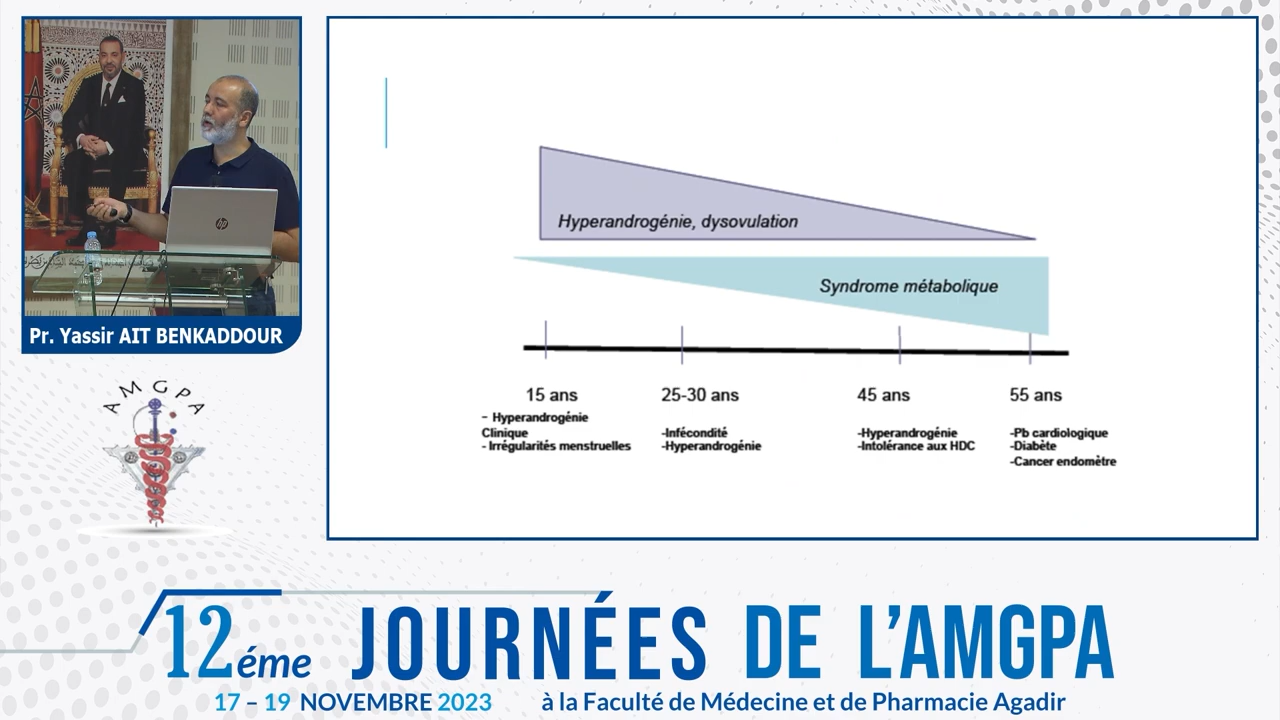 hp
Pr. Yassir AIT BENKADDOUR
AMGPA
Hyperandrogénie, dysovulation
Syndrome métabolique
15 ans
25-30 ans
45 ans
55 ans
- Hyperandrogénie
Clinique
- Irrégularités menstruelles
-Infécondité
-Hyperandrogénie
-Hyperandrogénie
-Intolérance aux HDC
-Pb cardiologique
-Diabète
-Cancer endomètre
12éme JOURNÉES DE L'AMGPA
17 – 19 NOVEMBRE 2023 à la Faculté de Médecine et de Pharmacie Agadir